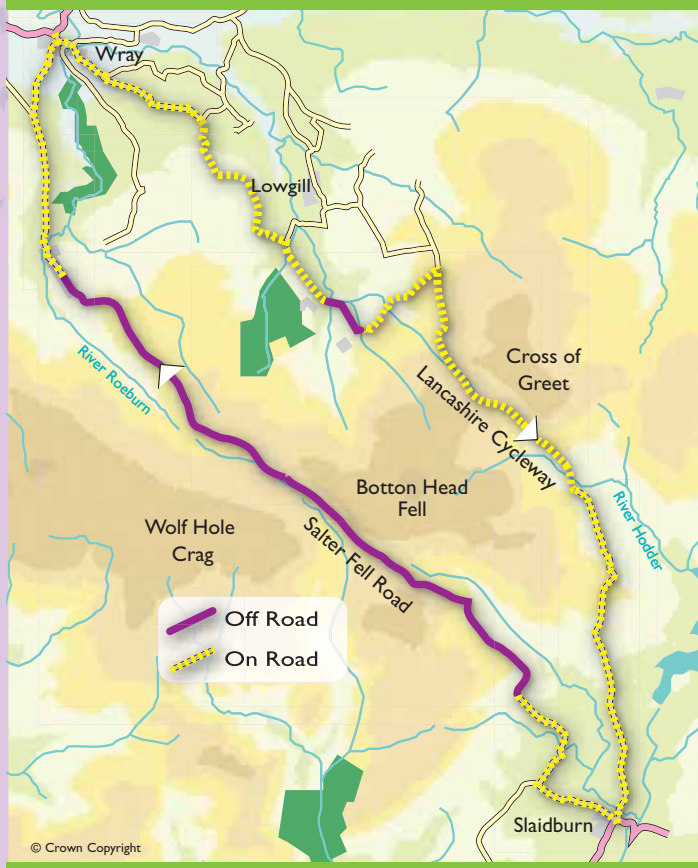 Wray
Lowgill
River Roeburn
Cross of
Greet
Lancashire Cycleway
Botton Head
Fell
River Hodder
Wolf Hole
Crag
Salter Fell Road
Off Road
On Road
Slaidburn
© Crown Copyright